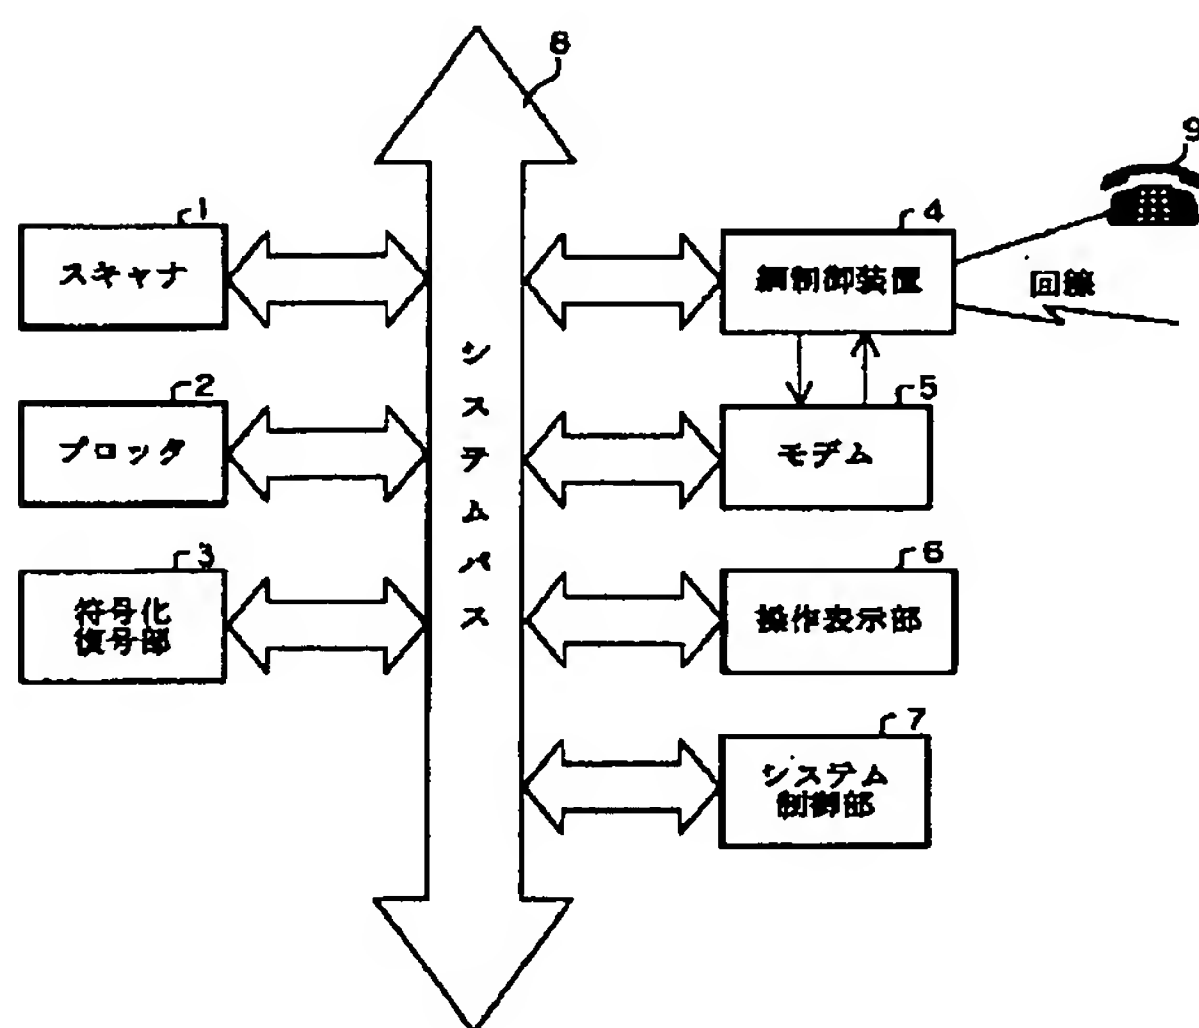 8
9
1
スキャナ
4
網制御装置
回線
システムバス
2
プロッタ
5
モデム
3
符号化
復号部
6
操作表示部
7
システム
制御部